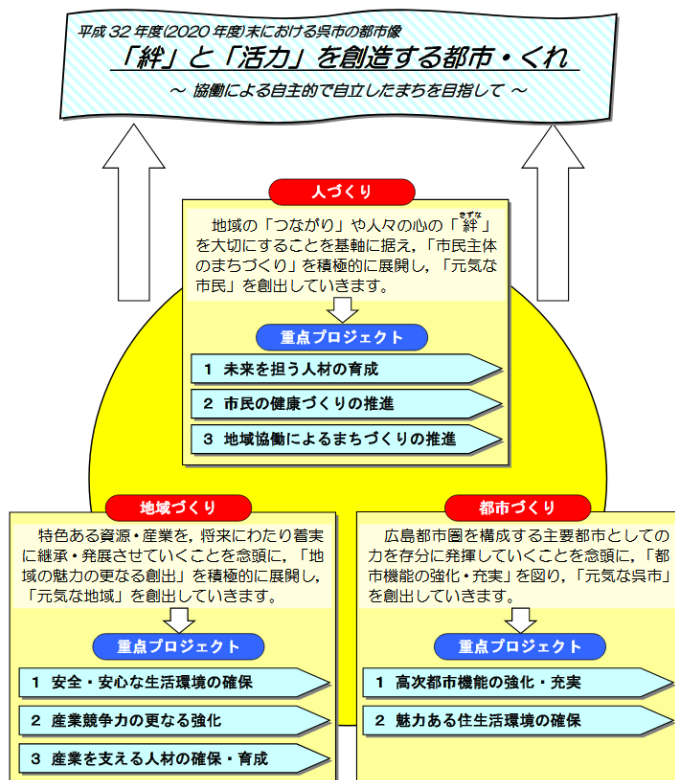 平成32年度(2020年度)末における呉市の都市像
「絆」と「活力」を創造する都市・くれ
～ 協働による自主的で自立したまちを目指して ～
人づくり
地域の「つながり」や人々の心の「絆」
きずな
を大切にすることを基軸に据え，「市民主体
のまちづくり」を積極的に展開し，「元気な
市民」を創出していきます。
重点プロジェクト
1 未来を担う人材の育成
2 市民の健康づくりの推進
3 地域協働によるまちづくりの推進
地域づくり
特色ある資源・産業を，将来にわたり着実
に継承・発展させていくことを念頭に，「地
域の魅力の更なる創出」を積極的に展開し，
「元気な地域」を創出していきます。
重点プロジェクト
1 安全・安心な生活環境の確保
2 産業競争力の更なる強化
3 産業を支える人材の確保・育成
都市づくり
広島都市圏を構成する主要都市としての
力を存分に発揮していくことを念頭に，「都
市機能の強化・充実」を図り，「元気な呉市」
を創出していきます。
重点プロジェクト
1 高次都市機能の強化・充実
2 魅力ある住生活環境の確保